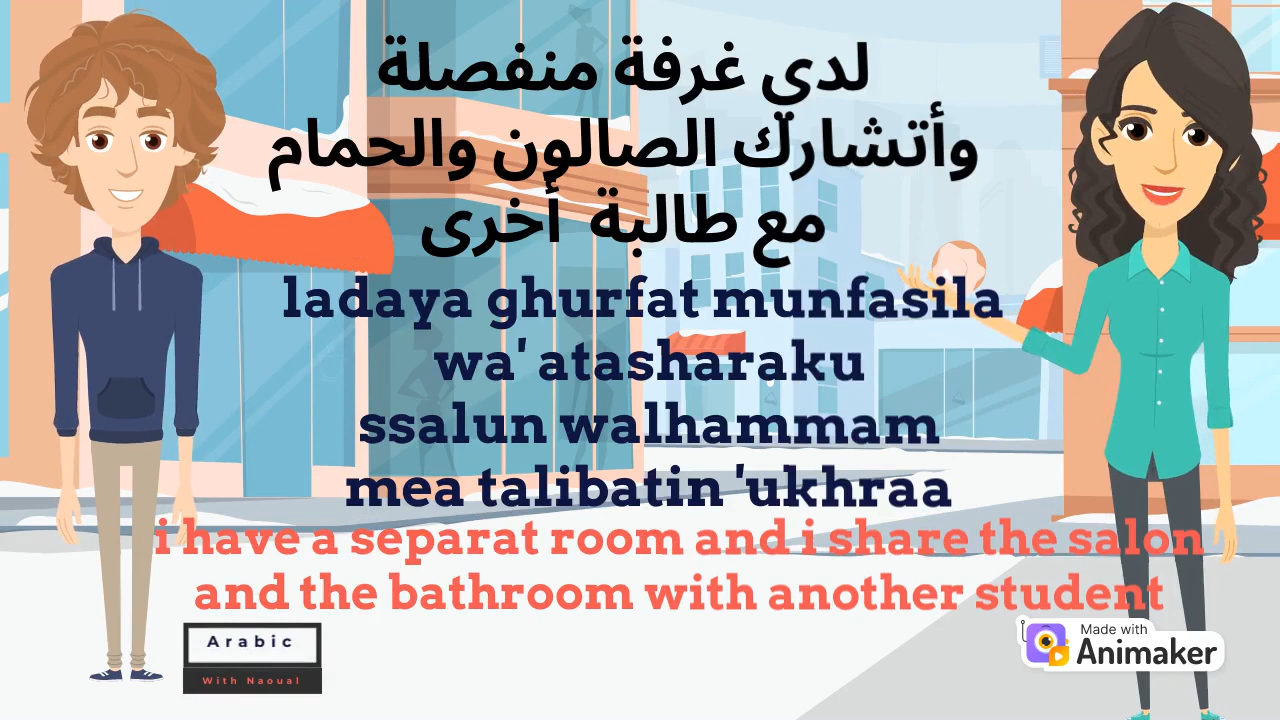 لدي غرفة منفصلة
وأتشارك الصالون والحمام
مع طالبة أخرى
ladaya ghurfat munfasila
wa' atasharaku
ssalun walhammam
mea talibatin 'ukhraa
i have a separat room and i share the salon
and the bathroom with another student
Arabic
With Naoual
Made with
Animaker